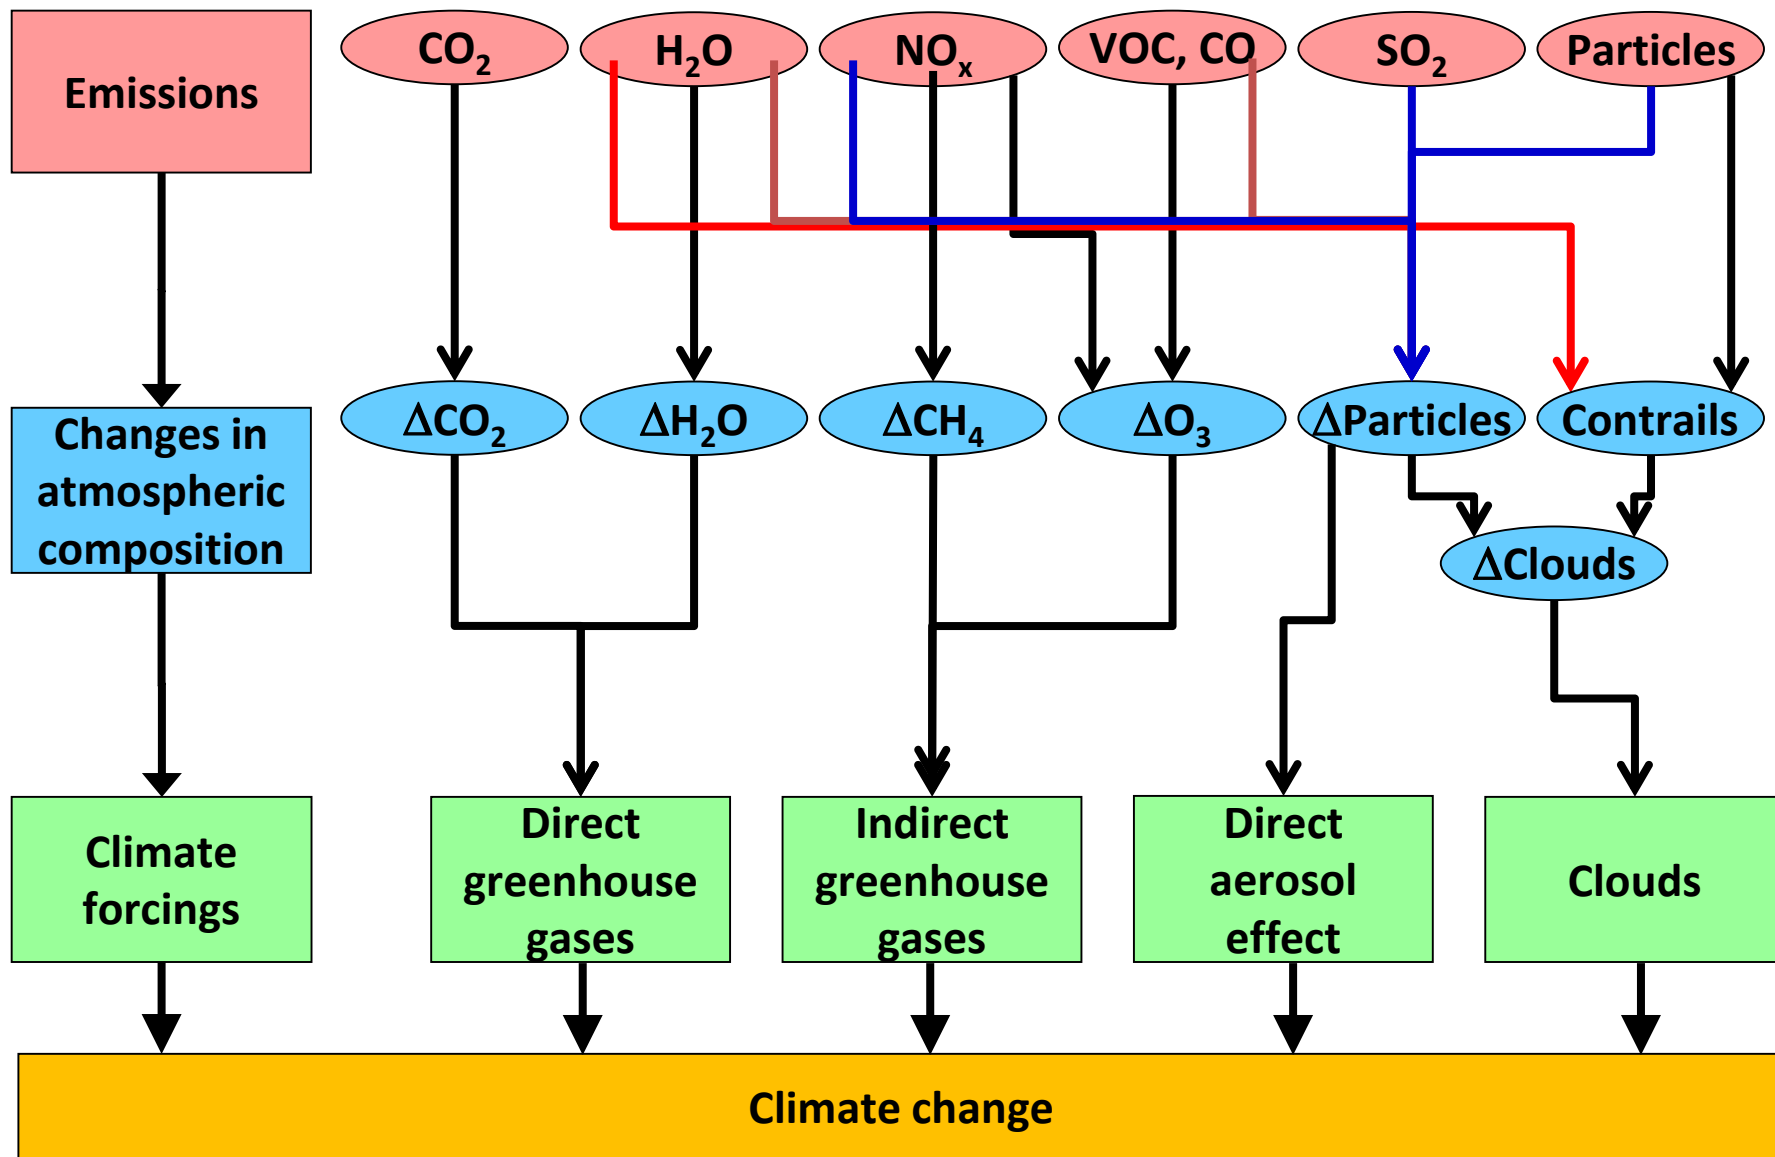 Emissions
CO₂
H₂O
NOₓ
VOC, CO
SO₂
Particles
Changes in
atmospheric
composition
ΔCO₂
ΔH₂O
ΔCH₄
ΔO₃
ΔParticles
Contrails
ΔClouds
Climate
forcings
Direct
greenhouse
gases
Indirect
greenhouse
gases
Direct
aerosol
effect
Clouds
Climate change